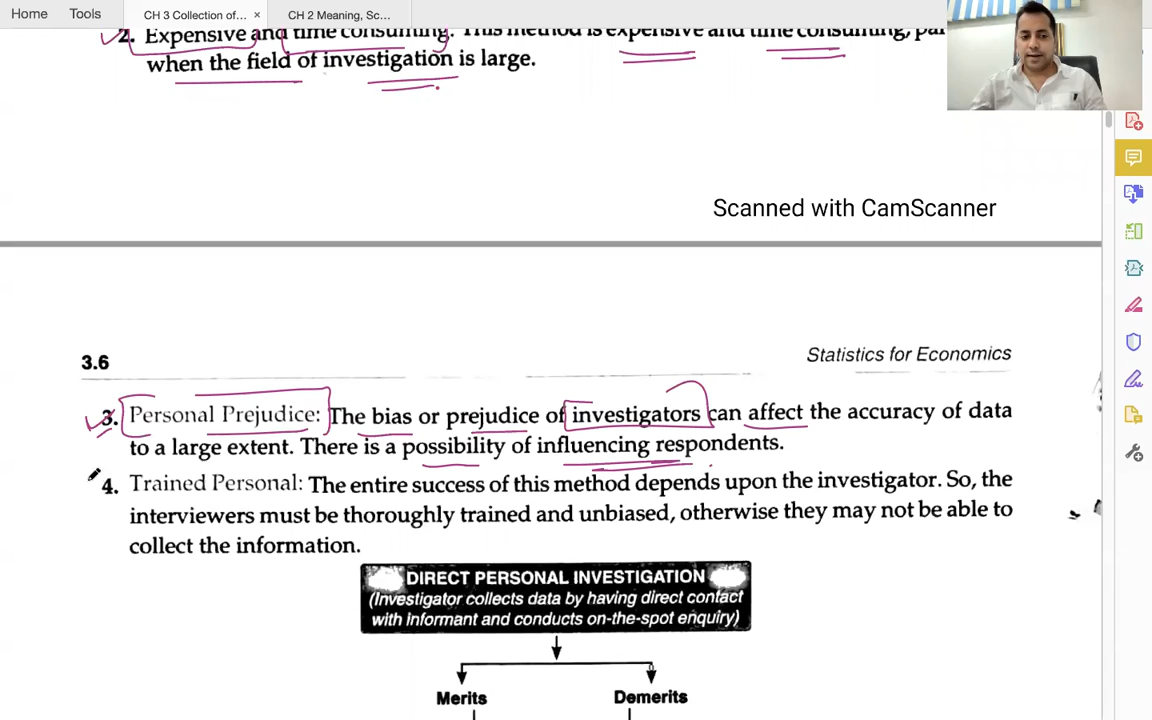 Home Tools CH 3 Collection of... × CH 2 Meaning, Sc...
2. Expensive and time consuming. This method is expensive and time consuming,
when the field of investigation is large.
Scanned with CamScanner
3.6
Statistics for Economics
3. Personal Prejudice: The bias or prejudice of investigators can affect the accuracy of data
to a large extent. There is a possibility of influencing respondents.
4. Trained Personal: The entire success of this method depends upon the investigator. So, the
interviewers must be thoroughly trained and unbiased, otherwise they may not be able to
collect the information.
DIRECT PERSONAL INVESTIGATION
(Investigator collects data by having direct contact
with Informant and conducts on-the-spot enquiry)
Merits Demerits